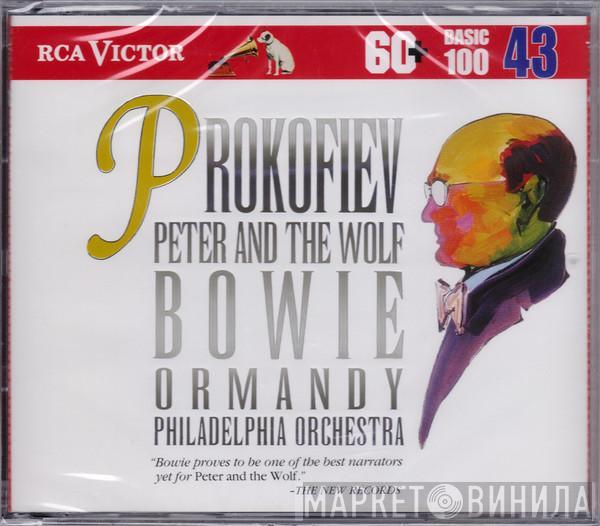 RCA VICTOR
60+
BASIC
100
43
PROKOFIEV
PETER AND THE WOLF
BOWIE
ORMANDY
PHILADELPHIA ORCHESTRA
"Bowie proves to be one of the best narrators
yet for Peter and the Wolf."
–THE NEW RECORDS
МАРКЕТ ВИНИЛА